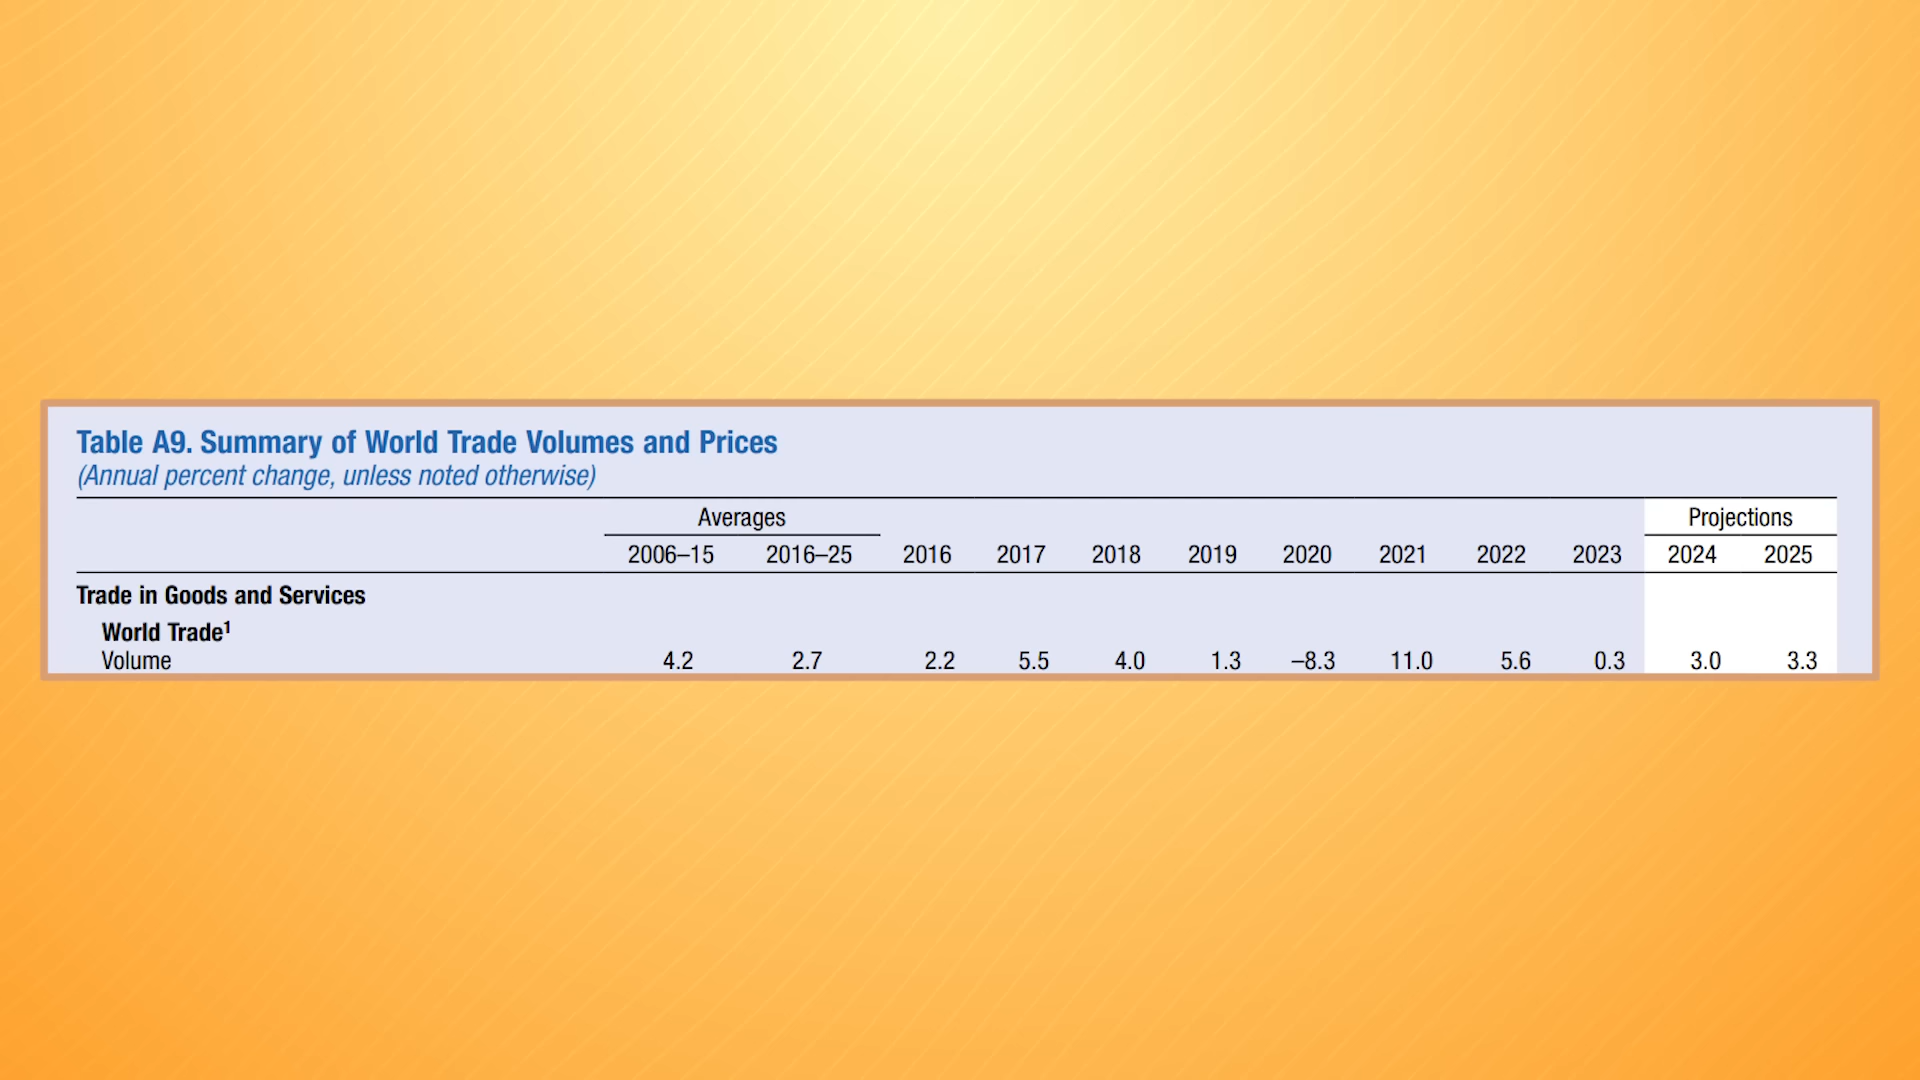 Table A9. Summary of World Trade Volumes and Prices
(Annual percent change, unless noted otherwise)
Averages Projections
2006–15 2016–25 2016 2017 2018 2019 2020 2021 2022 2023 2024 2025
Trade in Goods and Services
World Trade¹
Volume 4.2 2.7 2.2 5.5 4.0 1.3 –8.3 11.0 5.6 0.3 3.0 3.3